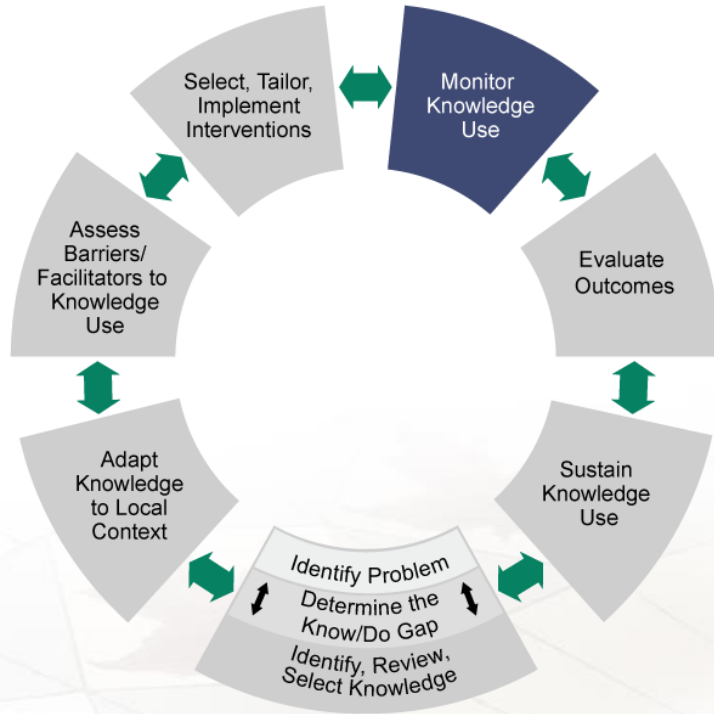 Select, Tailor,
Implement
Interventions
Monitor
Knowledge
Use
Assess
Barriers/
Facilitators to
Knowledge
Use
Evaluate
Outcomes
Adapt
Knowledge
to Local
Context
Sustain
Knowledge
Use
Identify Problem
Determine the
Know/Do Gap
Identify, Review,
Select Knowledge